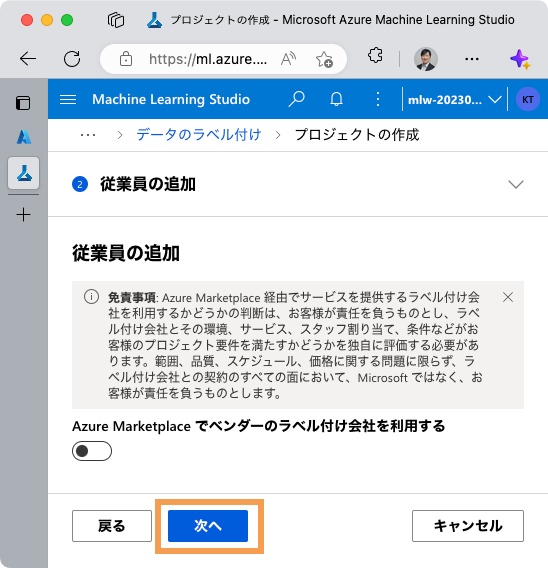 プロジェクトの作成 - Microsoft Azure Machine Learning Studio
https://ml.azure....
Machine Learning Studio
mlw-20230...
KT
… > データのラベル付け > プロジェクトの作成
2 従業員の追加
従業員の追加
免責事項: Azure Marketplace 経由でサービスを提供するラベル付け会
社を利用するかどうかの判断は、お客様が責任を負うものとし、ラベ
ル付け会社とその環境、サービス、スタッフ割り当て、条件などがお
客様のプロジェクト要件を満たすかどうかを独自に評価する必要があ
ります。範囲、品質、スケジュール、価格に関する問題に限らず、ラ
ベル付け会社との契約のすべての面において、Microsoft ではなく、お
客様が責任を負うものとします。
Azure Marketplace でベンダーのラベル付け会社を利用する
戻る 次へ キャンセル